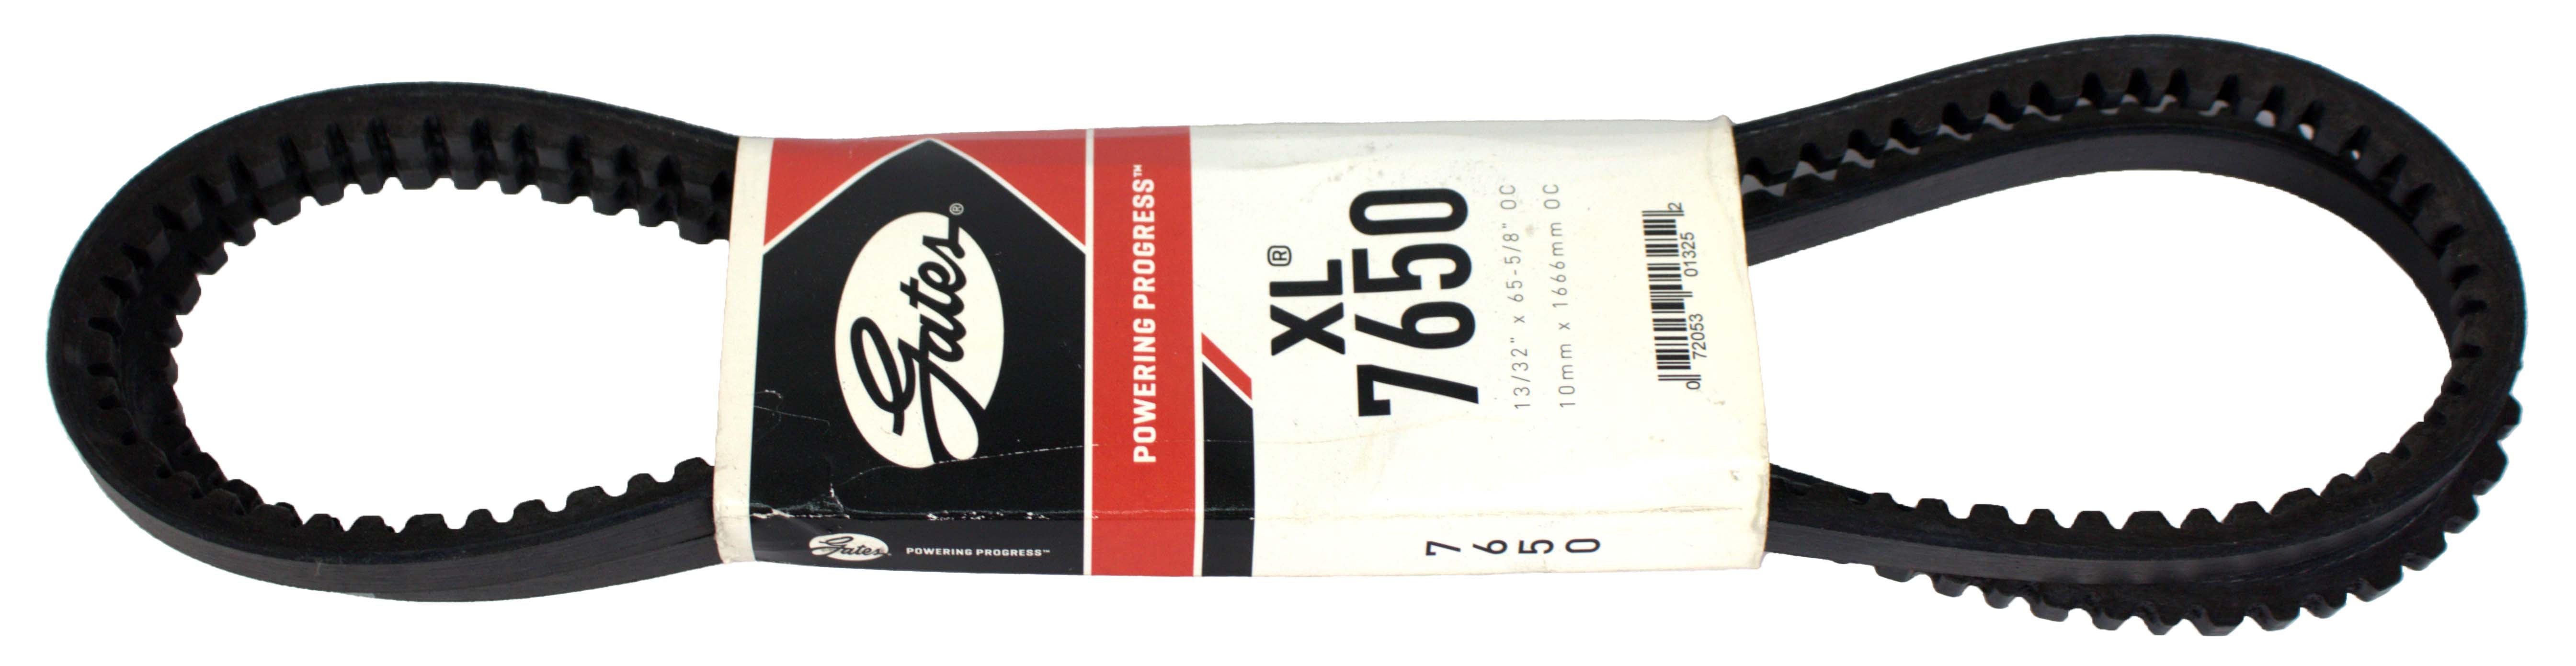 Gates®
POWERING PROGRESS™
XL®
7650
13/32" x 65-5/8" OC
10mm x 1666mm OC
0 72053 01325 2
Gates
POWERING PROGRESS™
7650